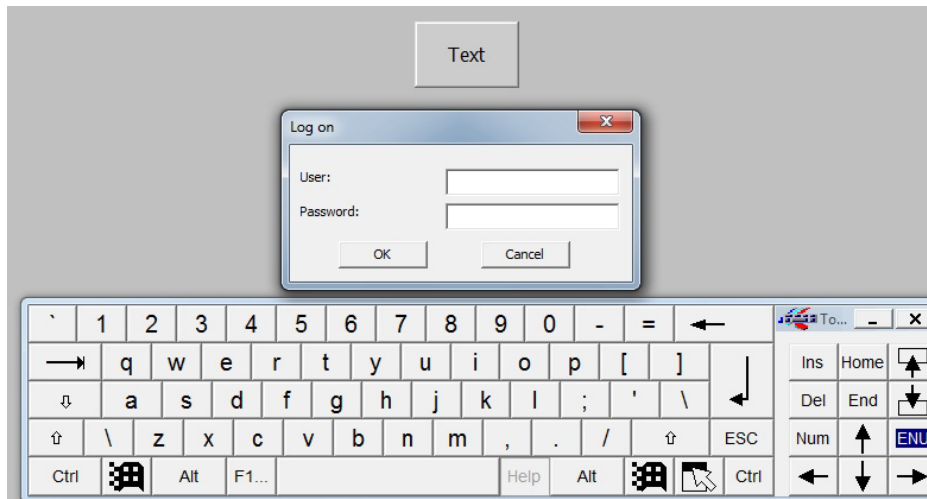 Text
Log on
User:
Password:
OK Cancel
` 1 2 3 4 5 6 7 8 9 0 - = To...
q w e r t y u i o p [ ] Ins Home
a s d f g h j k l ; ' \ Del End
\ z x c v b n m , . / ESC Num ENU
Ctrl Alt F1... Help Alt Ctrl